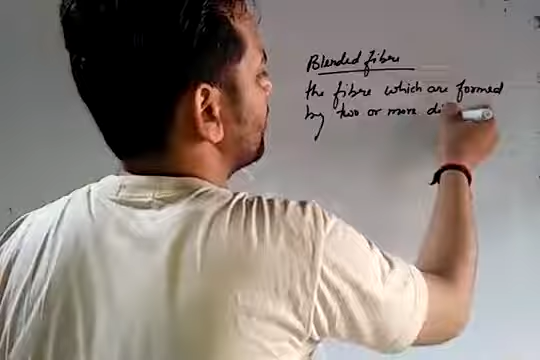 Blended fibre
the fibre which are formed
by two or more di